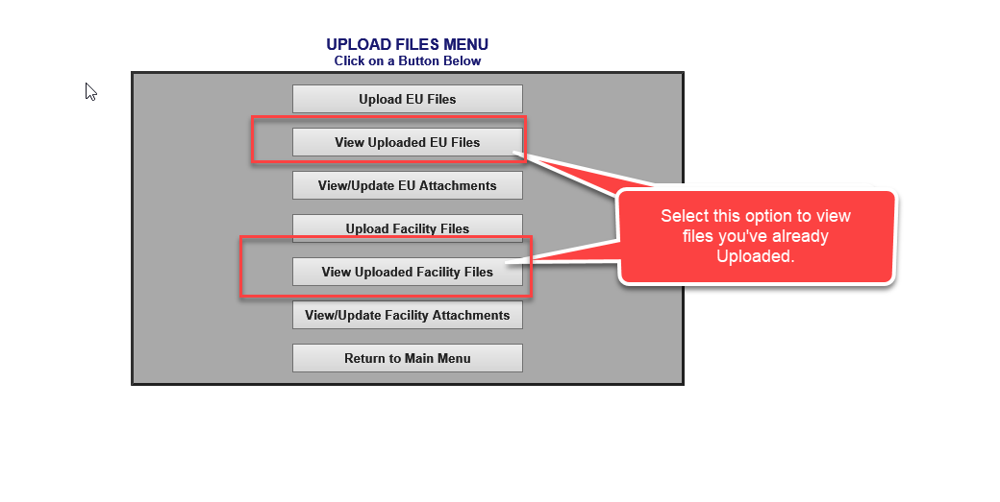 UPLOAD FILES MENU
Click on a Button Below
Upload EU Files
View Uploaded EU Files
View/Update EU Attachments
Upload Facility Files
View Uploaded Facility Files
View/Update Facility Attachments
Return to Main Menu
Select this option to view
files you've already
Uploaded.